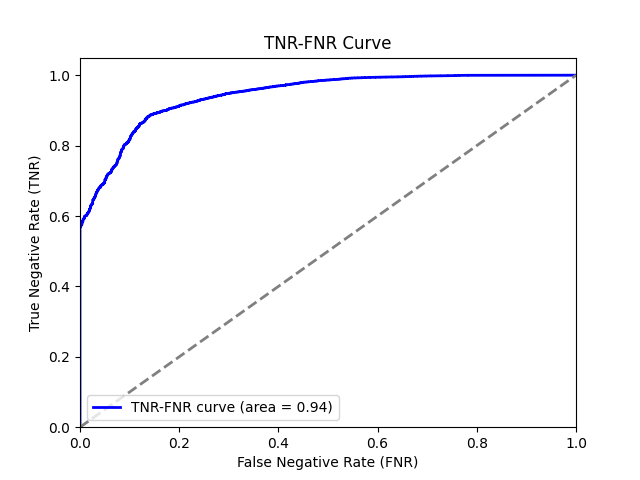 TNR-FNR Curve
True Negative Rate (TNR)
1.0
0.8
0.6
0.4
0.2
0.0
TNR-FNR curve (area = 0.94)
0.0 0.2 0.4 0.6 0.8 1.0
False Negative Rate (FNR)